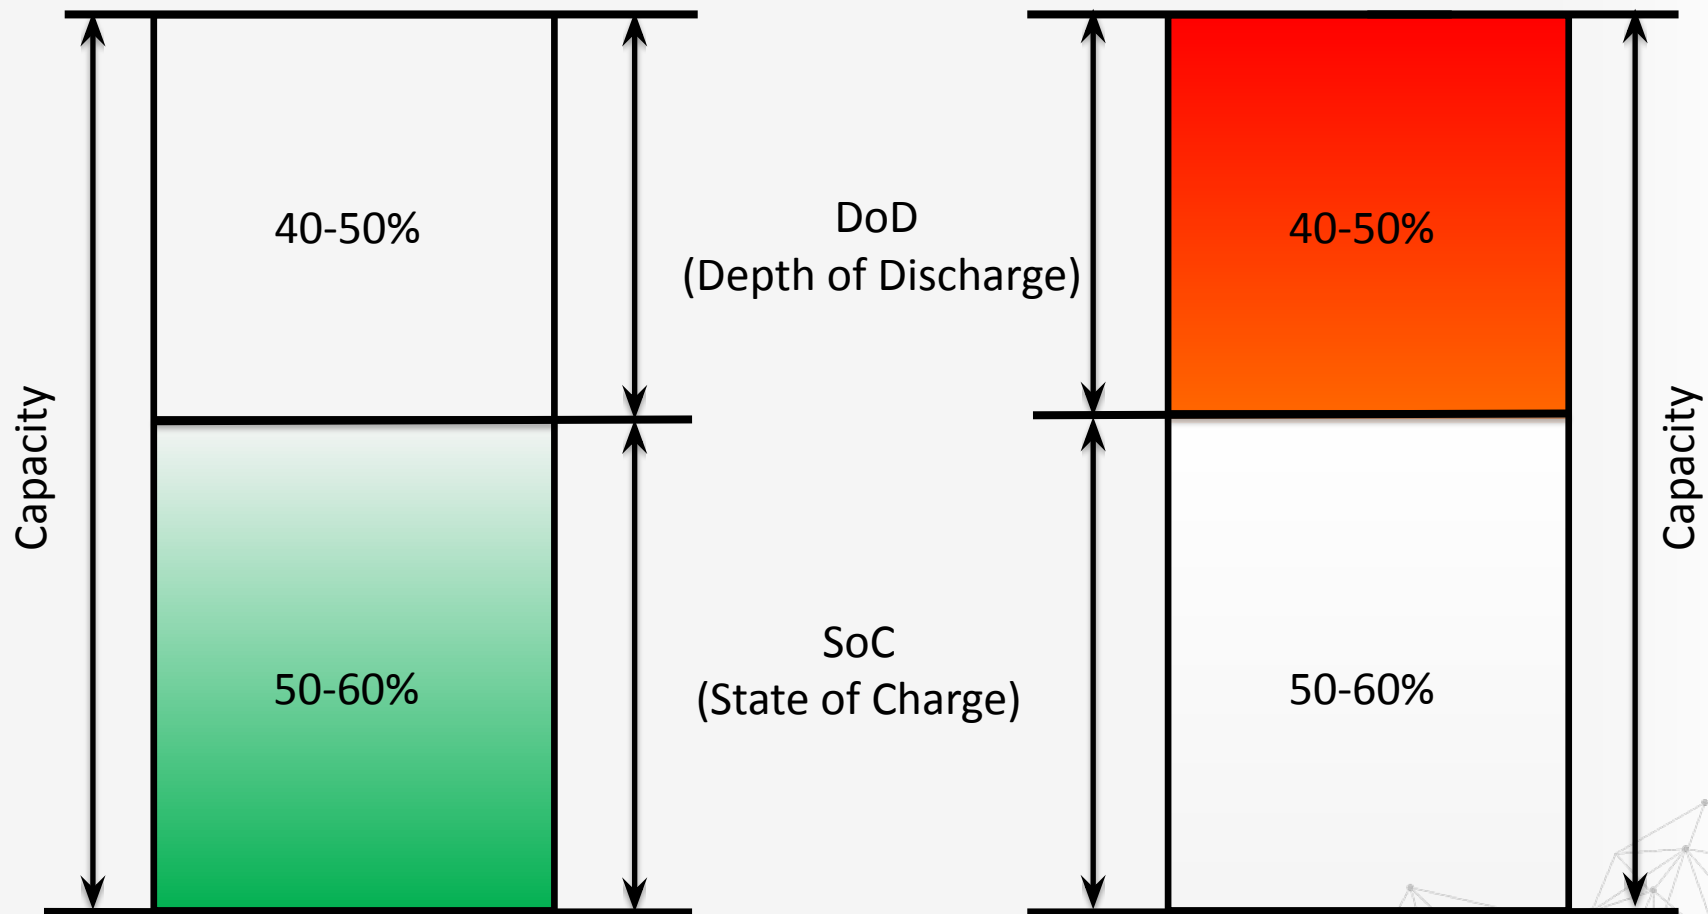 40-50%
DoD
(Depth of Discharge)
40-50%
Capacity
Capacity
50-60%
SoC
(State of Charge)
50-60%